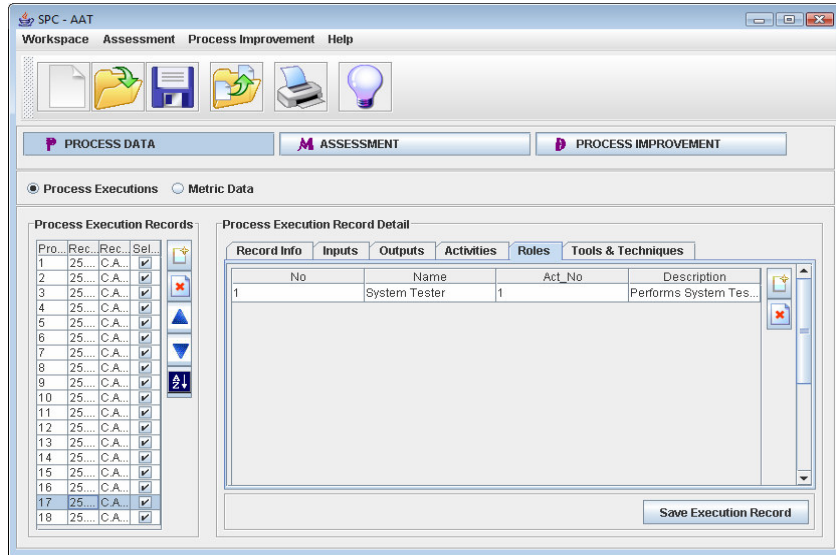 SPC - AAT
Workspace Assessment Process Improvement Help
P PROCESS DATA M ASSESSMENT PROCESS IMPROVEMENT
Process Executions Metric Data
Process Execution Records Process Execution Record Detail
Record Info Inputs Outputs Activities Roles Tools & Techniques
Pro... Rec... Rec... Sel...
1 25.... C.A...
2 25.... C.A...
3 25.... C.A...
4 25.... C.A...
5 25.... C.A...
6 25.... C.A...
7 25.... C.A...
8 25.... C.A...
9 25.... C.A...
10 25.... C.A...
11 25.... C.A...
12 25.... C.A...
13 25.... C.A...
14 25.... C.A...
15 25.... C.A...
16 25.... C.A...
17 25.... C.A...
18 25.... C.A...
A Z
No Name Act_No Description
1 System Tester 1 Performs System Tes...
Save Execution Record